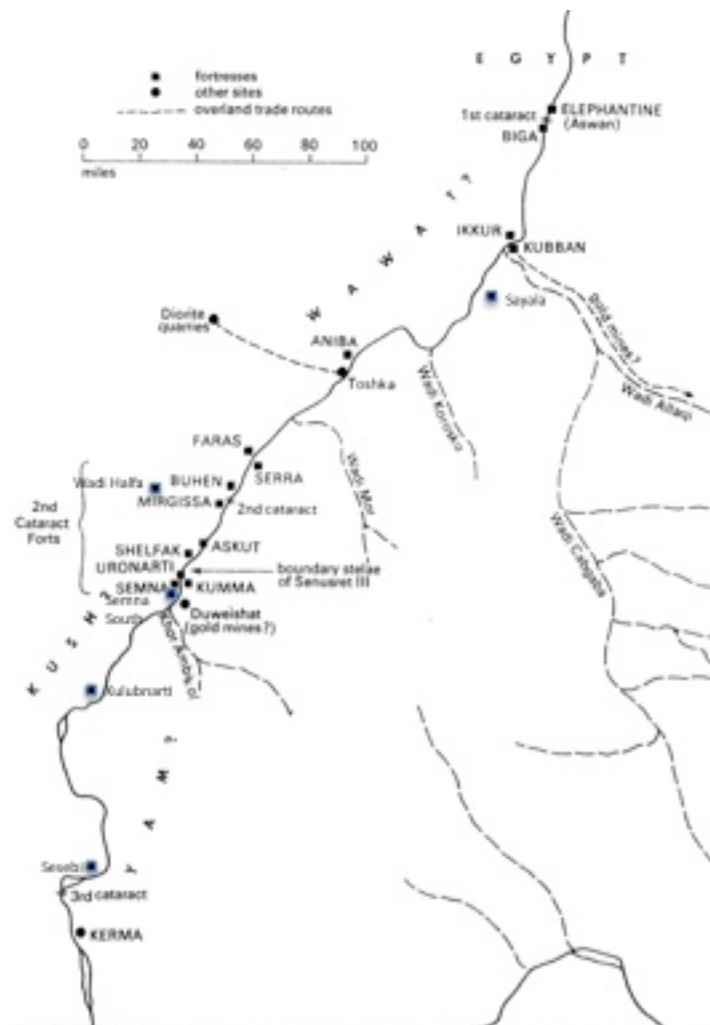 E G Y P T
fortresses
other sites
overland trade routes
0 20 40 60 80 100
miles
1st cataract
ELEPHANTINE
(Aswan)
BIGA
W A W A T ?
IKKUR
KUBBAN
Sayala
gold mines?
Wadi Allaqi
Diorite
quarries
ANIBA
Toshka
Wadi Korosko
FARAS
SERRA
Wadi Mor
Wadi Halfa
BUHEN
MIRGISSA
2nd cataract
2nd
Cataract
Forts
Wadi Cabgaba
SHELFAK
ASKUT
URONARTI
boundary stelae
of Senusret III
SEMNA
KUMMA
Semna
South
Duweishat
(gold mines?)
Khor Ambikol
K U S H ?
Kulubnarti
Y A M ?
Sesebi
3rd cataract
KERMA